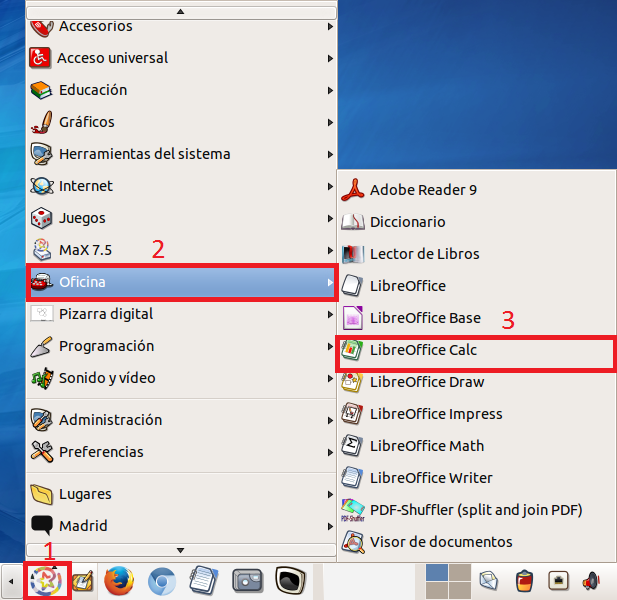 Accesorios
Acceso universal
Educación
Gráficos
Herramientas del sistema
Internet
Juegos
MaX 7.5
2
Oficina
Pizarra digital
Programación
Sonido y vídeo
Administración
Preferencias
Lugares
Madrid
1
Adobe Reader 9
Diccionario
Lector de Libros
LibreOffice
LibreOffice Base
3
LibreOffice Calc
LibreOffice Draw
LibreOffice Impress
LibreOffice Math
LibreOffice Writer
PDF-Shuffler
PDF-Shuffler (split and join PDF)
Visor de documentos